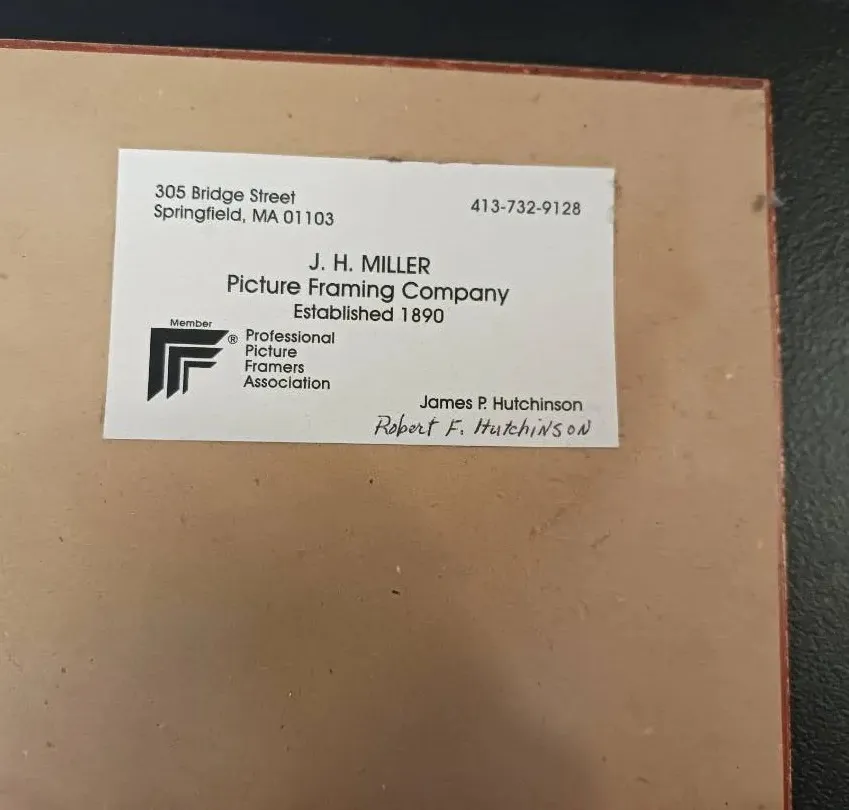 305 Bridge Street
Springfield, MA 01103
413-732-9128
J. H. MILLER
Picture Framing Company
Established 1890
Member
®
Professional
Picture
Framers
Association
James P. Hutchinson
Robert F. Hutchinson